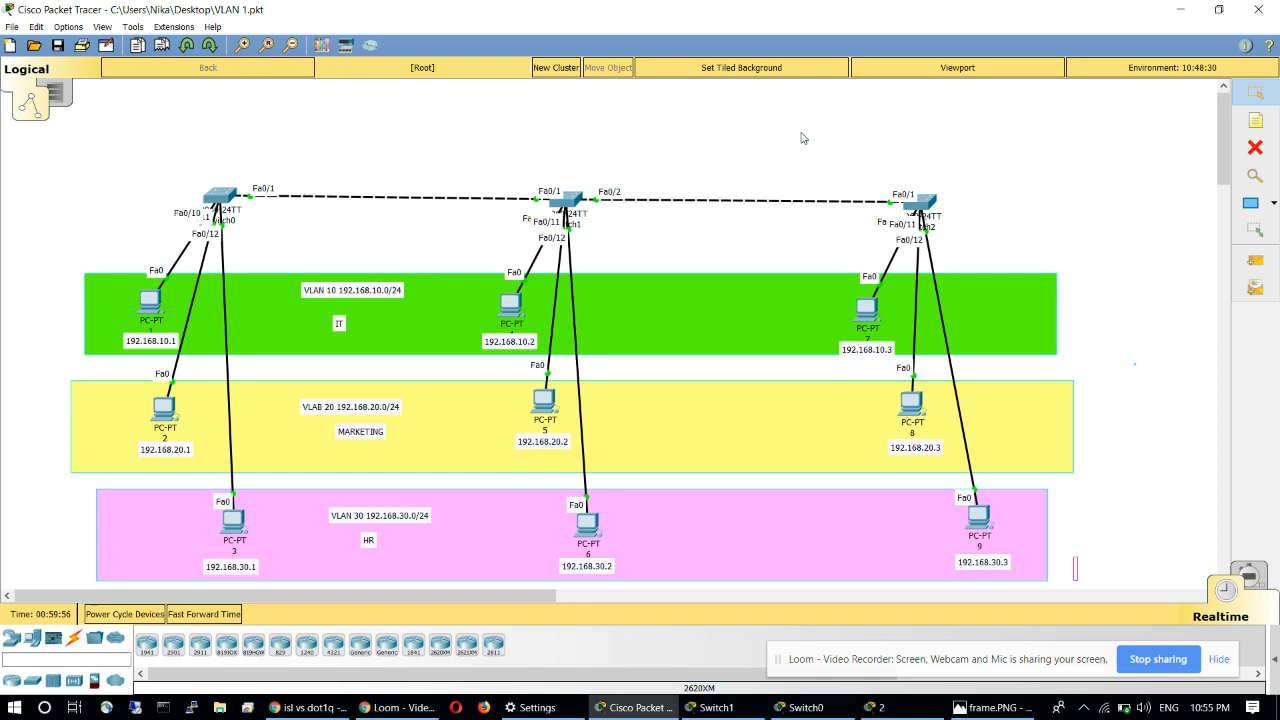 Cisco Packet Tracer - C:\Users\Nika\Desktop\VLAN 1.pkt
File Edit Options View Tools Extensions Help
Logical Back [Root] New Cluster Move Object Set Tiled Background Viewport Environment: 10:48:30
Fa0/1 Fa0/1 Fa0/2 Fa0/1
Fa0/10 Fa0/11 Fa0/11
Fa0/12 Fa0/12 Fa0/12
Fa0 Fa0 Fa0
VLAN 10 192.168.10.0/24
IT
PC-PT PC-PT PC-PT
1 7
192.168.10.1 192.168.10.2 192.168.10.3
Fa0 Fa0 Fa0
VLAB 20 192.168.20.0/24
MARKETING
PC-PT PC-PT PC-PT
2 5 8
192.168.20.1 192.168.20.2 192.168.20.3
Fa0 Fa0 Fa0
VLAN 30 192.168.30.0/24
HR
PC-PT PC-PT PC-PT
3 6 9
192.168.30.1 192.168.30.2 192.168.30.3
Time: 00:59:56 Power Cycle Devices Fast Forward Time Realtime
1941 2901 2911 819IOX 819HGW 829 1240 4321 Generic Generic 1841 2620XM 2621XM 2811
Loom - Video Recorder: Screen, Webcam and Mic is sharing your screen. Stop sharing Hide
2620XM
isl vs dot1q - ... Loom - Vide... Settings Cisco Packet ... Switch1 Switch0 2 frame.PNG - ... ENG 10:55 PM